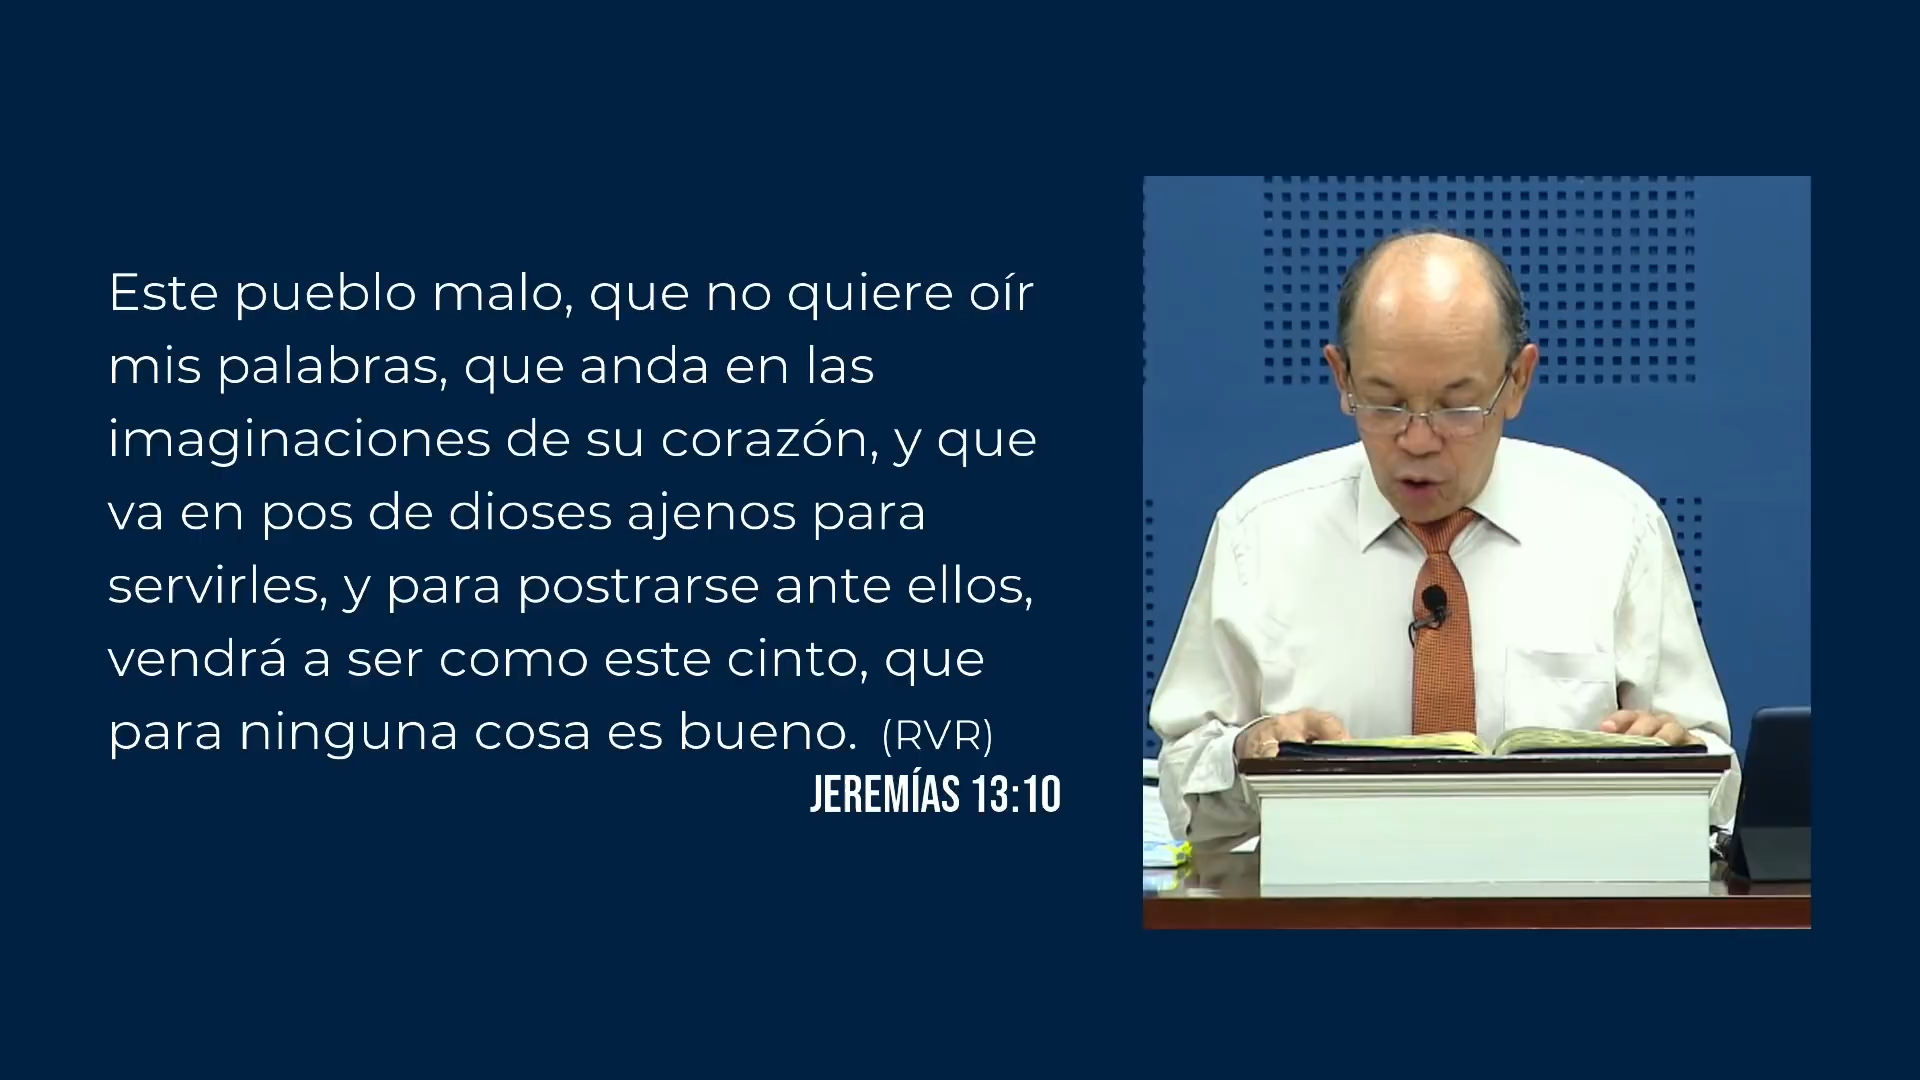 Este pueblo malo, que no quiere oír
mis palabras, que anda en las
imaginaciones de su corazón, y que
va en pos de dioses ajenos para
servirles, y para postrarse ante ellos,
vendrá a ser como este cinto, que
para ninguna cosa es bueno. (RVR)
JEREMÍAS 13:10